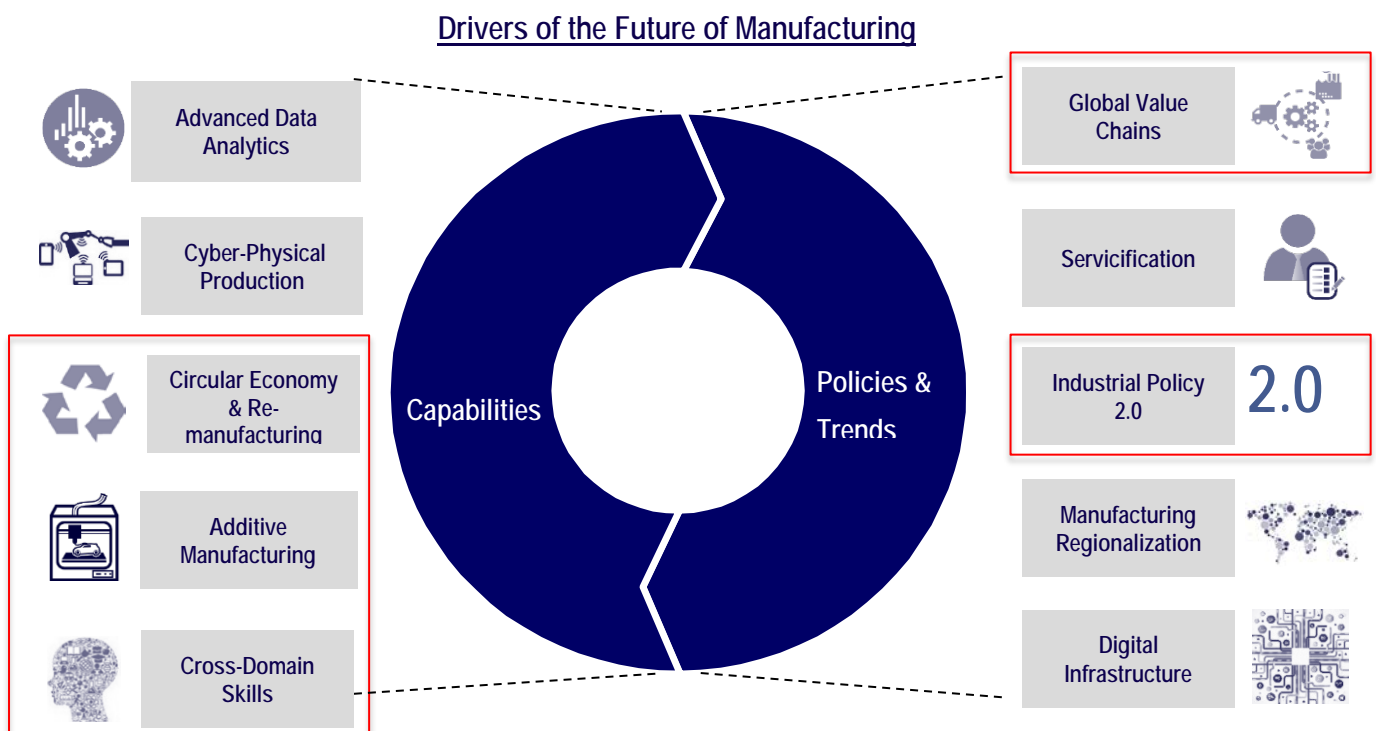 Drivers of the Future of Manufacturing
Advanced Data
Analytics
Cyber-Physical
Production
Circular Economy
& Re-
manufacturing
Additive
Manufacturing
Cross-Domain
Skills
Capabilities
Policies &
Trends
Global Value
Chains
Servicification
Industrial Policy
2.0
2.0
Manufacturing
Regionalization
Digital
Infrastructure